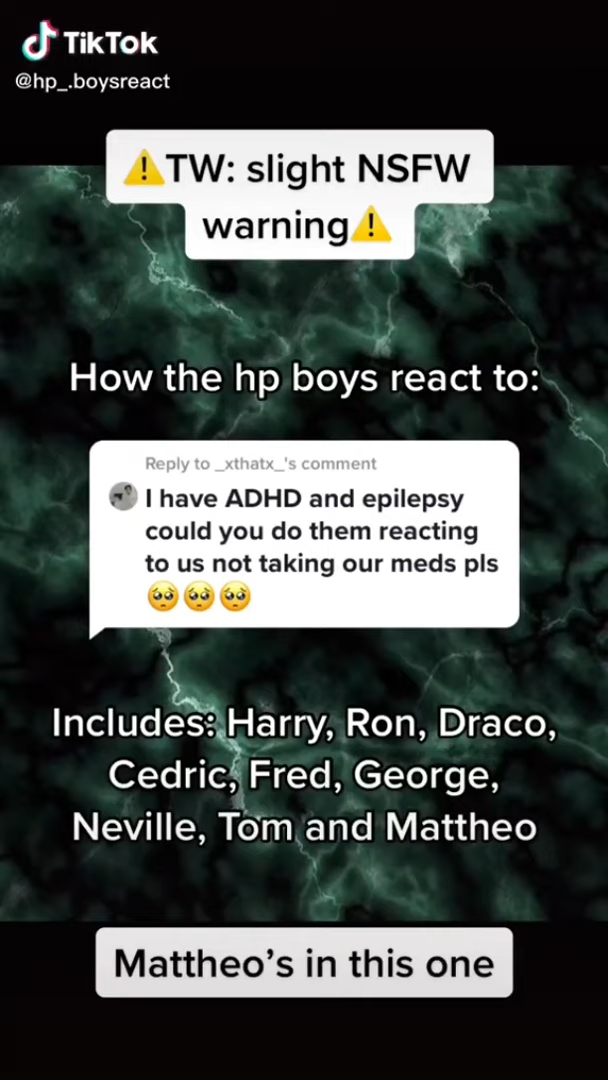 TikTok
@hp_.boysreact
⚠️TW: slight NSFW
warning⚠️
How the hp boys react to:
Reply to _xthatx_'s comment
I have ADHD and epilepsy
could you do them reacting
to us not taking our meds pls
🥺🥺🥺
Includes: Harry, Ron, Draco,
Cedric, Fred, George,
Neville, Tom and Mattheo
Mattheo’s in this one